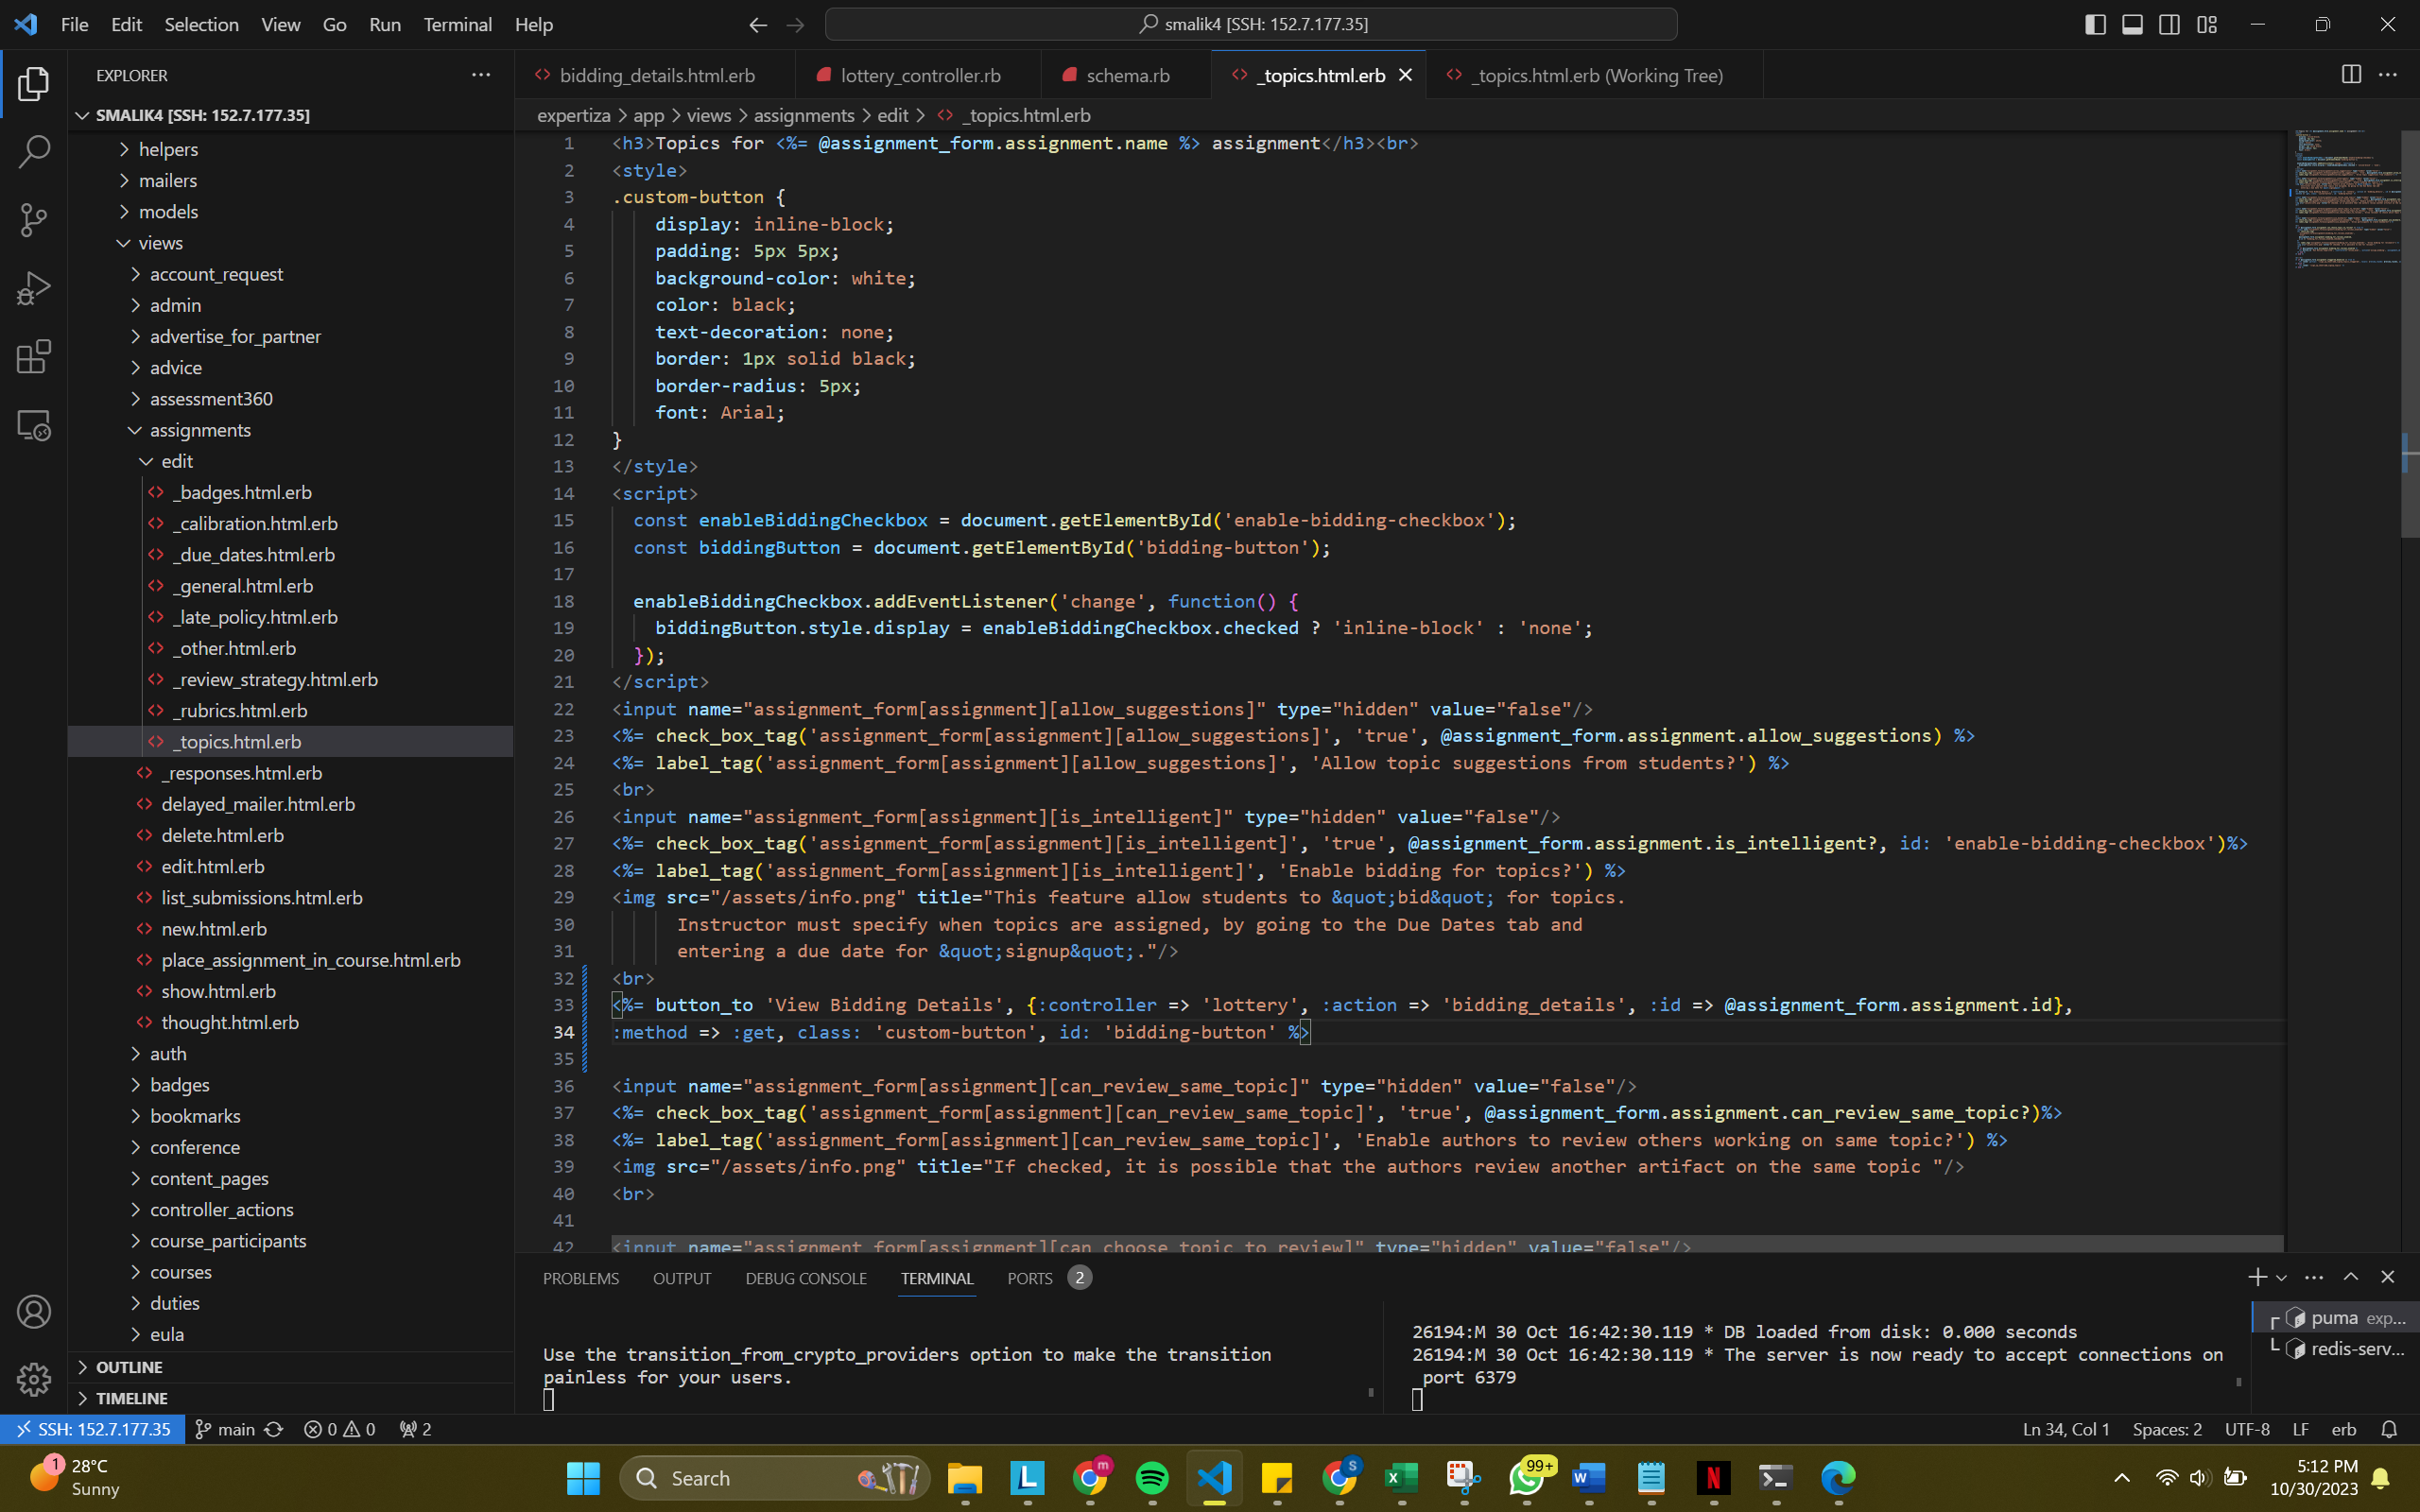 File Edit Selection View Go Run Terminal Help
smalik4 [SSH: 152.7.177.35]
EXPLORER
SMALIK4 [SSH: 152.7.177.35]
helpers
mailers
models
views
account_request
admin
advertise_for_partner
advice
assessment360
assignments
edit
_badges.html.erb
_calibration.html.erb
_due_dates.html.erb
_general.html.erb
_late_policy.html.erb
_other.html.erb
_review_strategy.html.erb
_rubrics.html.erb
_topics.html.erb
_responses.html.erb
delayed_mailer.html.erb
delete.html.erb
edit.html.erb
list_submissions.html.erb
new.html.erb
place_assignment_in_course.html.erb
show.html.erb
thought.html.erb
auth
badges
bookmarks
conference
content_pages
controller_actions
course_participants
courses
duties
eula
OUTLINE
TIMELINE
bidding_details.html.erb lottery_controller.rb schema.rb _topics.html.erb _topics.html.erb (Working Tree)
expertiza > app > views > assignments > edit > _topics.html.erb
1 <h3>Topics for <%= @assignment_form.assignment.name %> assignment</h3><br>
2 <style>
3 .custom-button {
4 display: inline-block;
5 padding: 5px 5px;
6 background-color: white;
7 color: black;
8 text-decoration: none;
9 border: 1px solid black;
10 border-radius: 5px;
11 font: Arial;
12 }
13 </style>
14 <script>
15 const enableBiddingCheckbox = document.getElementById('enable-bidding-checkbox');
16 const biddingButton = document.getElementById('bidding-button');
17
18 enableBiddingCheckbox.addEventListener('change', function() {
19 biddingButton.style.display = enableBiddingCheckbox.checked ? 'inline-block' : 'none';
20 });
21 </script>
22 <input name="assignment_form[assignment][allow_suggestions]" type="hidden" value="false"/>
23 <%= check_box_tag('assignment_form[assignment][allow_suggestions]', 'true', @assignment_form.assignment.allow_suggestions) %>
24 <%= label_tag('assignment_form[assignment][allow_suggestions]', 'Allow topic suggestions from students?') %>
25 <br>
26 <input name="assignment_form[assignment][is_intelligent]" type="hidden" value="false"/>
27 <%= check_box_tag('assignment_form[assignment][is_intelligent]', 'true', @assignment_form.assignment.is_intelligent?, id: 'enable-bidding-checkbox')%>
28 <%= label_tag('assignment_form[assignment][is_intelligent]', 'Enable bidding for topics?') %>
29 <img src="/assets/info.png" title="This feature allow students to &quot;bid&quot; for topics.
30 Instructor must specify when topics are assigned, by going to the Due Dates tab and
31 entering a due date for &quot;signup&quot;."/>
32 <br>
33 <%= button_to 'View Bidding Details', {:controller => 'lottery', :action => 'bidding_details', :id => @assignment_form.assignment.id},
34 :method => :get, class: 'custom-button', id: 'bidding-button' %>
35
36 <input name="assignment_form[assignment][can_review_same_topic]" type="hidden" value="false"/>
37 <%= check_box_tag('assignment_form[assignment][can_review_same_topic]', 'true', @assignment_form.assignment.can_review_same_topic?)%>
38 <%= label_tag('assignment_form[assignment][can_review_same_topic]', 'Enable authors to review others working on same topic?') %>
39 <img src="/assets/info.png" title="If checked, it is possible that the authors review another artifact on the same topic "/>
40 <br>
41
42 <input name="assignment_form[assignment][can_choose_topic_to_review]" type="hidden" value="false"/>
PROBLEMS OUTPUT DEBUG CONSOLE TERMINAL PORTS 2
Use the transition_from_crypto_providers option to make the transition
painless for your users.
26194:M 30 Oct 16:42:30.119 * DB loaded from disk: 0.000 seconds
26194:M 30 Oct 16:42:30.119 * The server is now ready to accept connections on
port 6379
puma exp...
redis-serv...
SSH: 152.7.177.35 main 0 0 2 Ln 34, Col 1 Spaces: 2 UTF-8 LF erb
1 28°C
Sunny
Search
99+
5:12 PM
10/30/2023